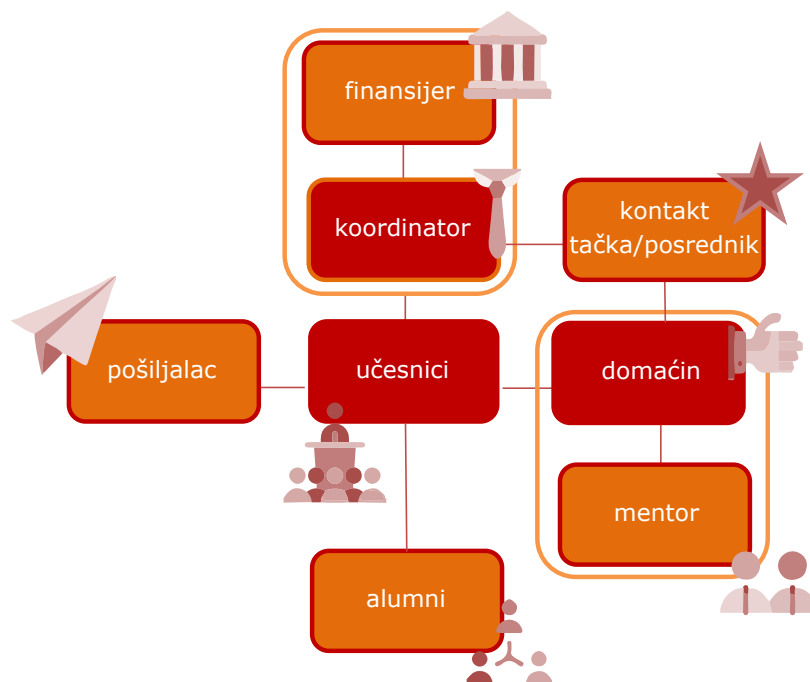 finansijer
koordinator
kontakt
tačka/posrednik
pošiljalac
učesnici
domaćin
mentor
alumni